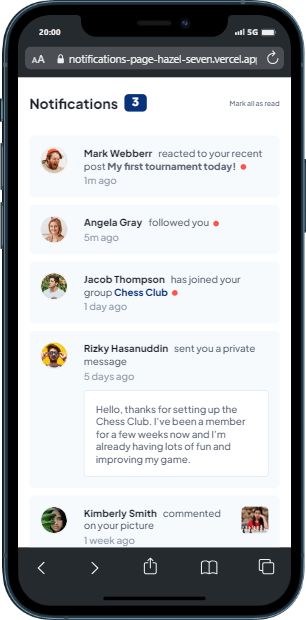 20:00
5G
AA notifications-page-hazel-seven.vercel.app
Notifications 3 Mark all as read
Mark Webberr reacted to your recent
post My first tournament today!
1m ago
Angela Gray followed you
5m ago
Jacob Thompson has joined your
group Chess Club
1 day ago
Rizky Hasanuddin sent you a private
message
5 days ago
Hello, thanks for setting up the
Chess Club. I've been a member
for a few weeks now and I'm
already having lots of fun and
improving my game.
Kimberly Smith commented
on your picture
1 week ago